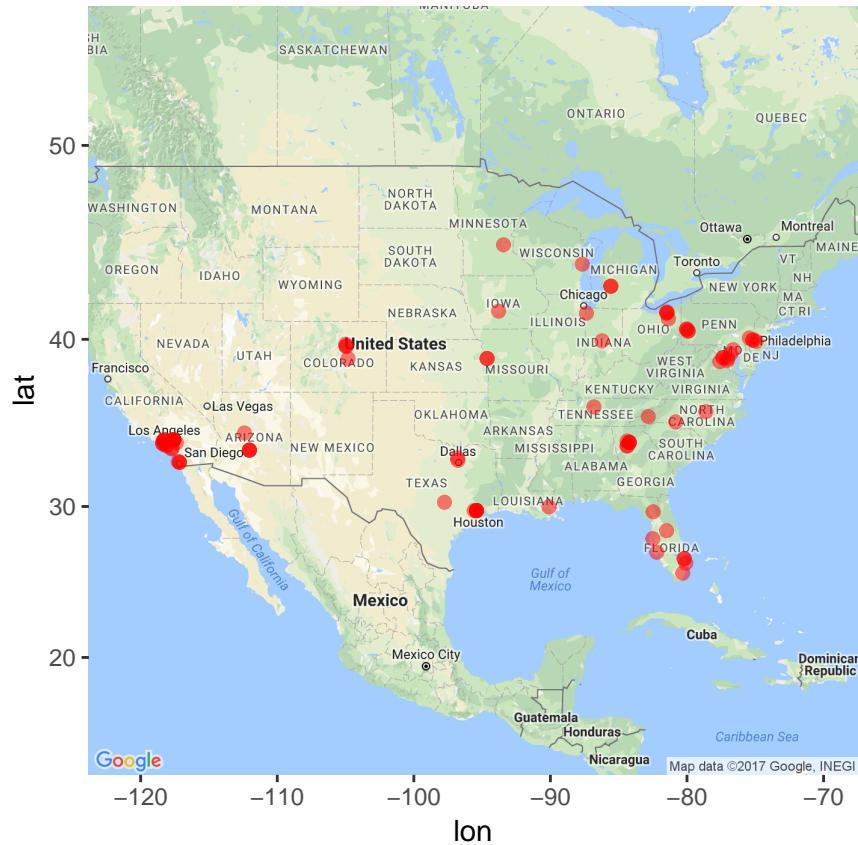 MANITOBA
SASKATCHEWAN
ONTARIO
QUEBEC
50
WASHINGTON
MONTANA
NORTH
DAKOTA
MINNESOTA
Ottawa
Montreal
MAINE
OREGON
IDAHO
SOUTH
DAKOTA
WISCONSIN
MICHIGAN
Toronto
VT
NH
WYOMING
NEW YORK
MA
CT RI
IOWA
Chicago
NEBRASKA
ILLINOIS
INDIANA
OHIO
PENN
40
NEVADA
UTAH
United States
COLORADO
KANSAS
MISSOURI
Philadelphia
MD
DE
NJ
WEST
VIRGINIA
VIRGINIA
Francisco
CALIFORNIA
Las Vegas
KENTUCKY
Los Angeles
ARIZONA
NEW MEXICO
OKLAHOMA
ARKANSAS
TENNESSEE
NORTH
CAROLINA
San Diego
Dallas
MISSISSIPPI
ALABAMA
SOUTH
CAROLINA
GEORGIA
TEXAS
LOUISIANA
30
Houston
Gulf of California
FLORIDA
Gulf of
Mexico
Mexico
Cuba
20
Mexico City
Dominican
Republic
Guatemala
Honduras
Caribbean Sea
Nicaragua
Google
Map data ©2017 Google, INEGI
−120
−110
−100
−90
−80
−70
lon
lat